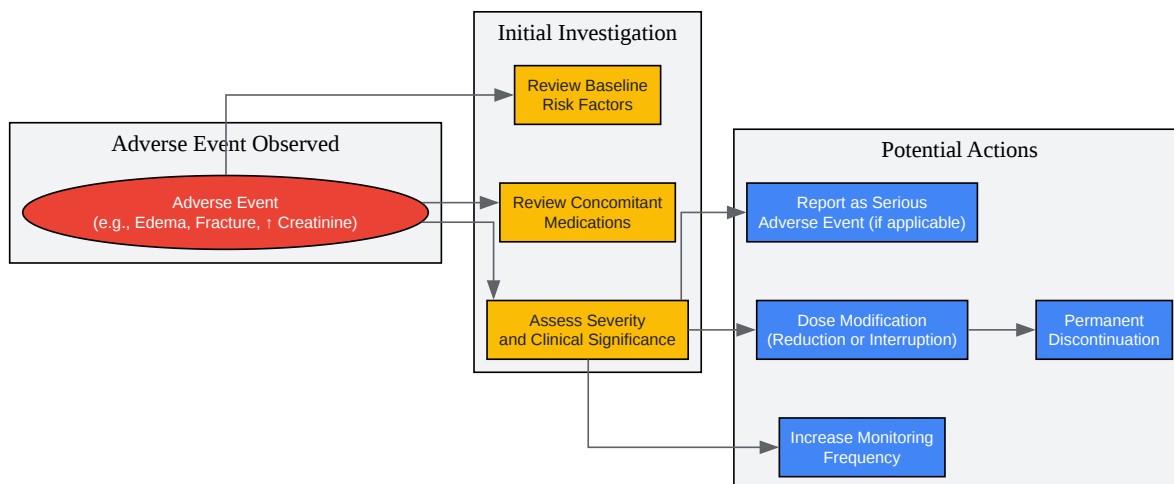 Initial Investigation
Review Baseline
Risk Factors
Adverse Event Observed
Adverse Event
(e.g., Edema, Fracture, ↑ Creatinine)
Review Concomitant
Medications
Assess Severity
and Clinical Significance
Potential Actions
Report as Serious
Adverse Event (if applicable)
Dose Modification
(Reduction or Interruption)
Permanent
Discontinuation
Increase Monitoring
Frequency